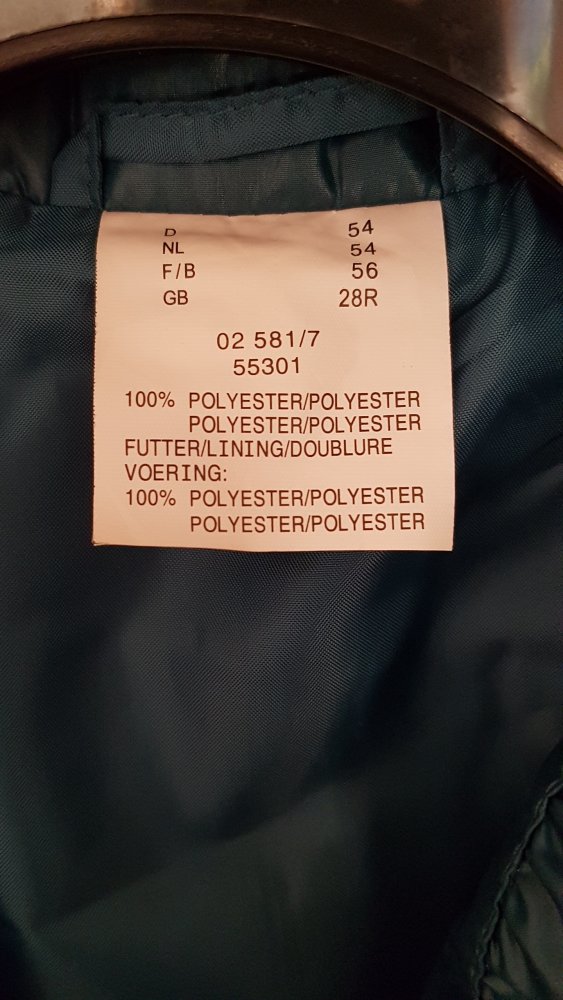 D 54
NL 54
F/B 56
GB 28R
02 581/7
55301
100% POLYESTER/POLYESTER
POLYESTER/POLYESTER
FUTTER/LINING/DOUBLURE
VOERING:
100% POLYESTER/POLYESTER
POLYESTER/POLYESTER